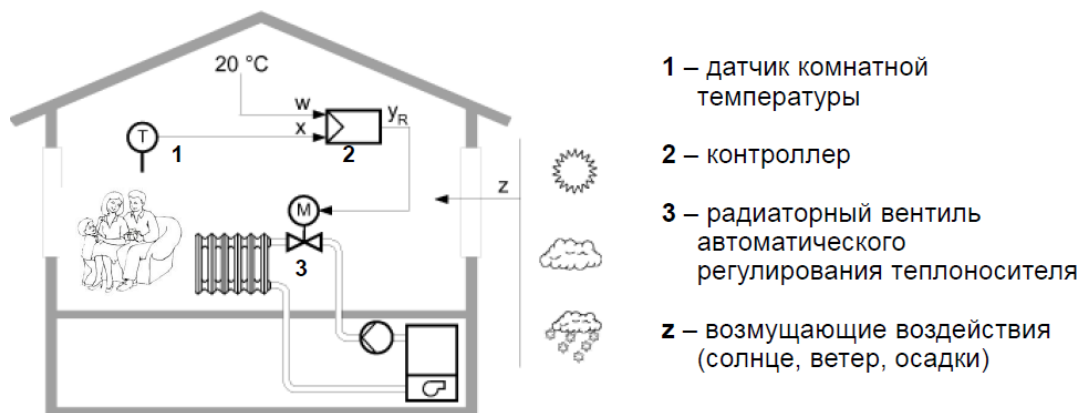 20 °C
w
x
yR
T
1
2
z
M
3
1 – датчик комнатной
температуры
2 – контроллер
3 – радиаторный вентиль
автоматического
регулирования теплоносителя
z – возмущающие воздействия
(солнце, ветер, осадки)